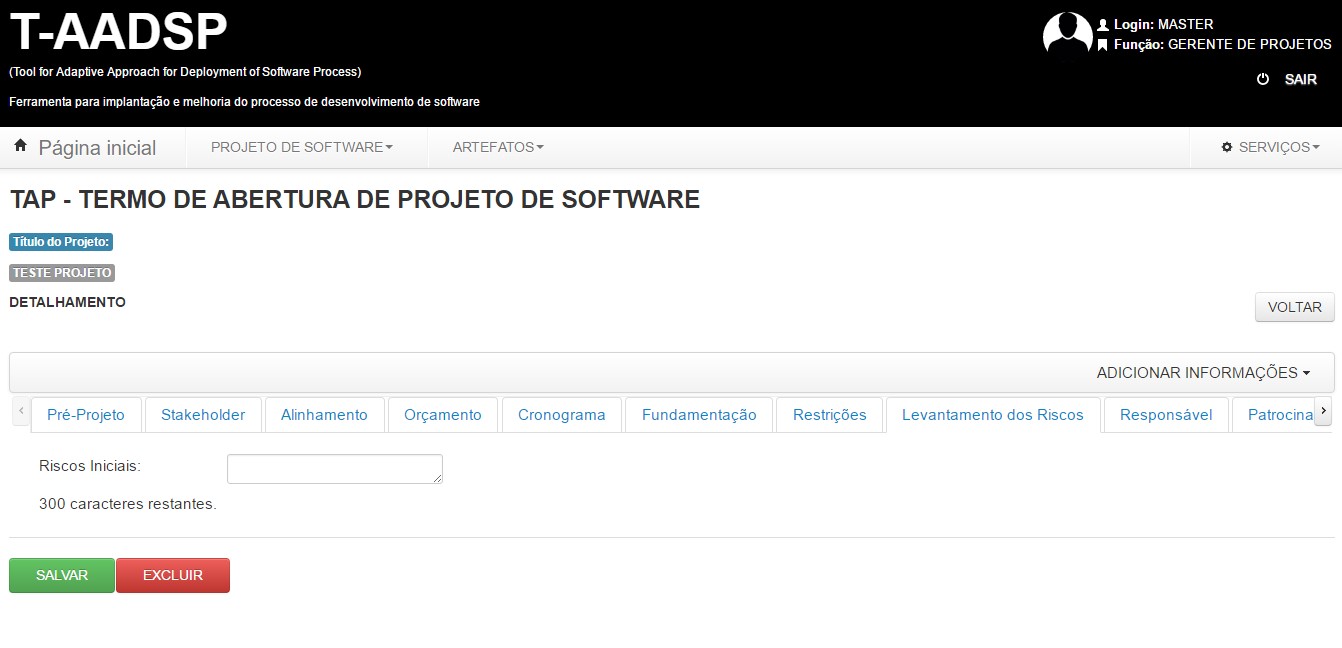 T-AADSP
(Tool for Adaptive Approach for Deployment of Software Process)
Ferramenta para implantação e melhoria do processo de desenvolvimento de software
Login: MASTER
Função: GERENTE DE PROJETOS
SAIR
Página inicial PROJETO DE SOFTWARE ARTEFATOS SERVIÇOS
TAP - TERMO DE ABERTURA DE PROJETO DE SOFTWARE
Título do Projeto:
TESTE PROJETO
DETALHAMENTO
VOLTAR
ADICIONAR INFORMAÇÕES
Pré-Projeto Stakeholder Alinhamento Orçamento Cronograma Fundamentação Restrições Levantamento dos Riscos Responsável Patrocina
Riscos Iniciais:
300 caracteres restantes.
SALVAR EXCLUIR